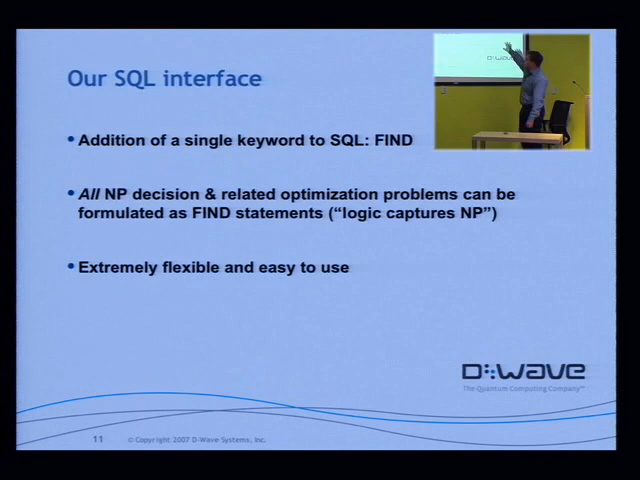 Our SQL interface
D:wave
• Addition of a single keyword to SQL: FIND
• All NP decision & related optimization problems can be
formulated as FIND statements (“logic captures NP”)
• Extremely flexible and easy to use
D:wave
The Quantum Computing Company™
11 © Copyright 2007 D-Wave Systems, Inc.